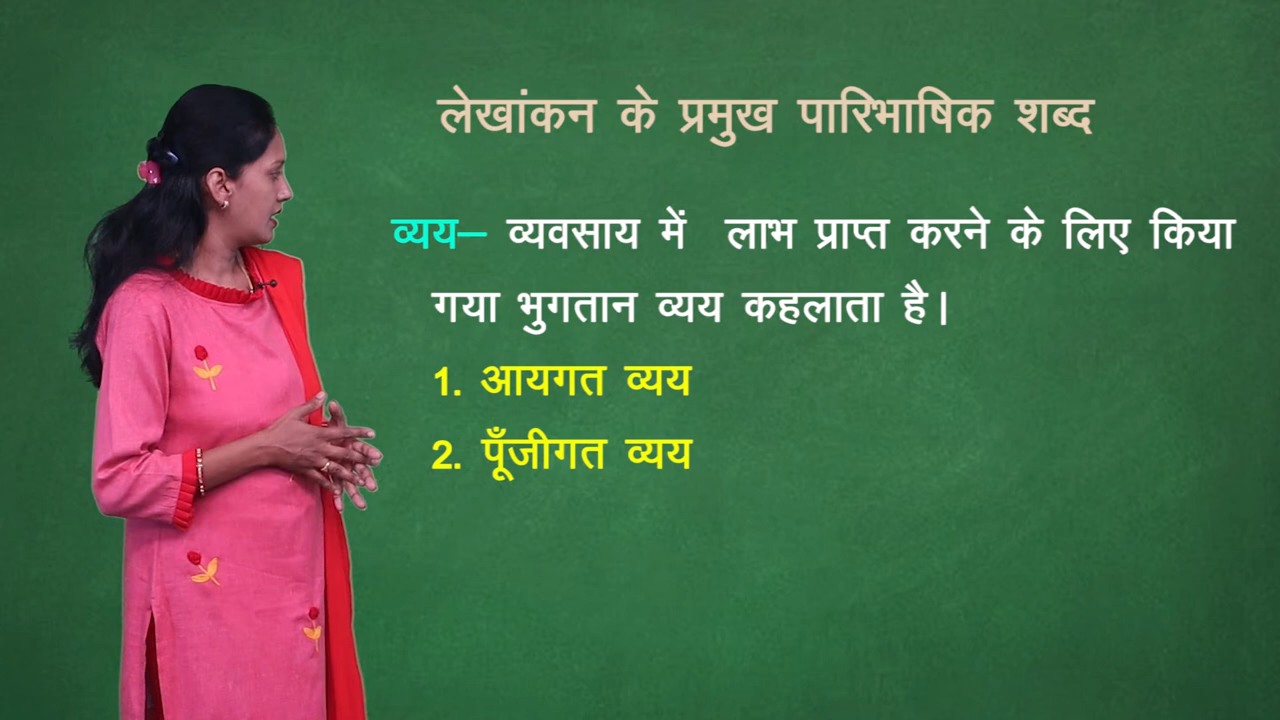 लेखांकन के प्रमुख पारिभाषिक शब्द
व्यय– व्यवसाय में लाभ प्राप्त करने के लिए किया
गया भुगतान व्यय कहलाता है।
1. आयगत व्यय
2. पूँजीगत व्यय